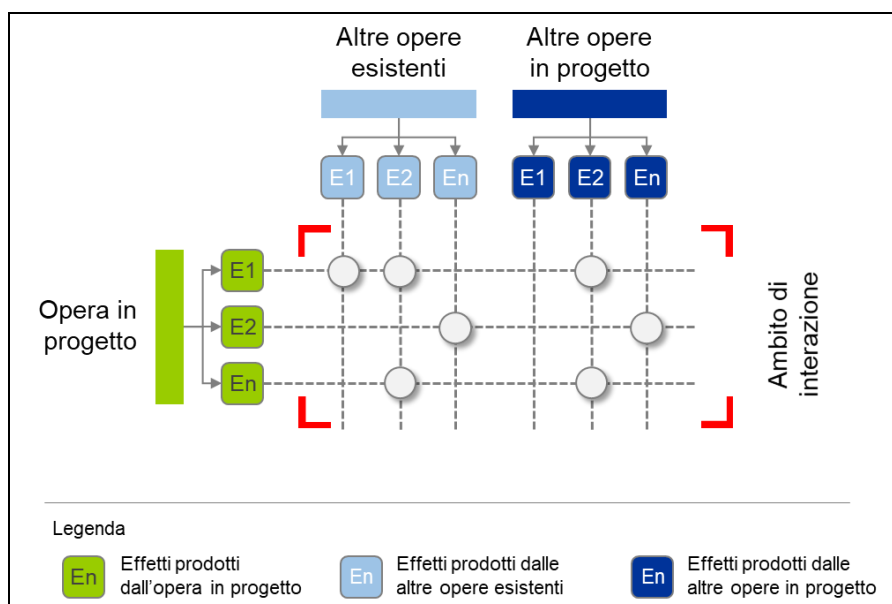 Altre opere
esistenti
Altre opere
in progetto
E1 E2 En E1 E2 En
Opera in
progetto
E1
E2
En
Ambito di
interazione
Legenda
En Effetti prodotti
dall'opera in progetto
En Effetti prodotti dalle
altre opere esistenti
En Effetti prodotti dalle
altre opere in progetto